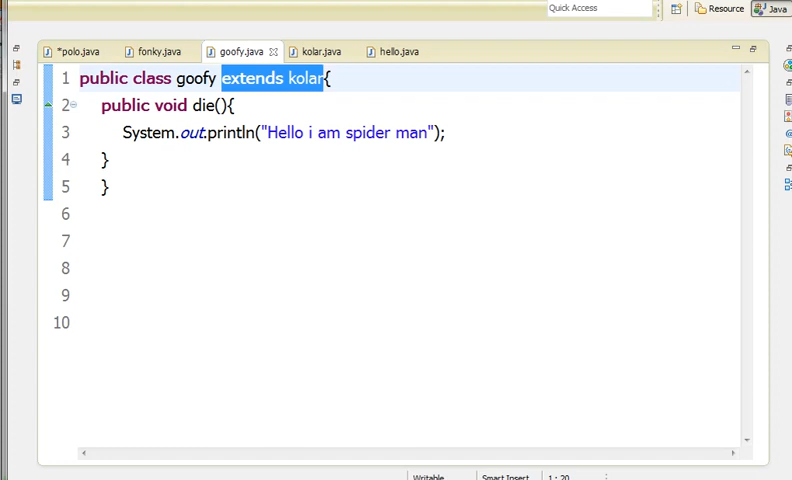 Quick Access
Resource
Java
*polo.java
fonky.java
goofy.java
kolar.java
hello.java
1 public class goofy extends kolar{
2 public void die(){
3 System.out.println("Hello i am spider man");
4 }
5 }
6
7
8
9
10
Writable
Smart Insert
1 : 20